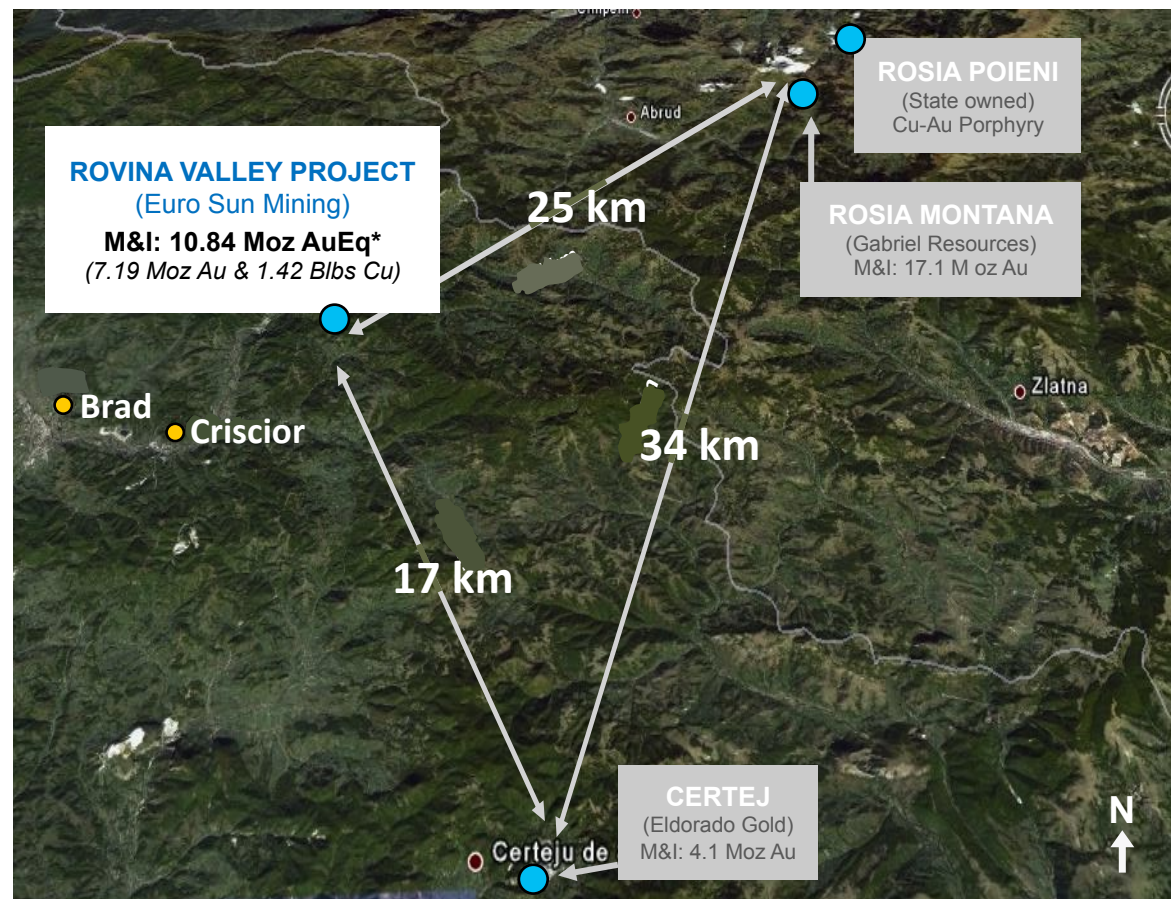 Abrud
ROSIA POIENI
(State owned)
Cu-Au Porphyry
ROVINA VALLEY PROJECT
(Euro Sun Mining)
M&I: 10.84 Moz AuEq*
(7.19 Moz Au & 1.42 Blbs Cu)
25 km
ROSIA MONTANA
(Gabriel Resources)
M&I: 17.1 M oz Au
Zlatna
Brad
Criscior
34 km
17 km
CERTEJ
(Eldorado Gold)
M&I: 4.1 Moz Au
N
Certeju de